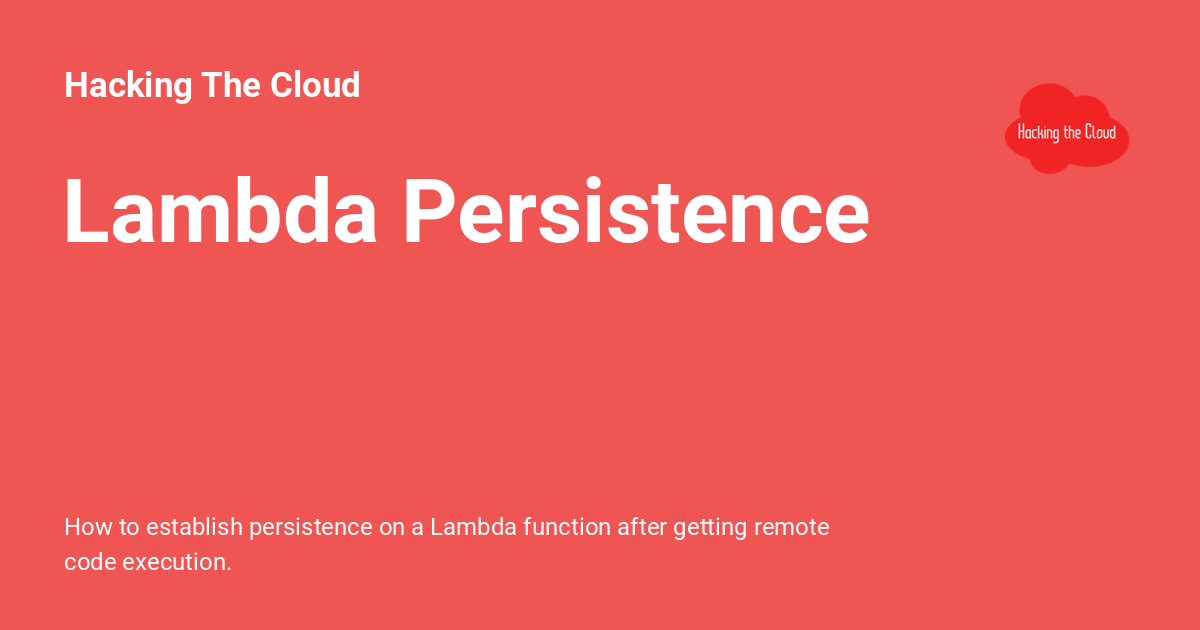 Hacking The Cloud
Hacking the Cloud
Lambda Persistence
How to establish persistence on a Lambda function after getting remote
code execution.